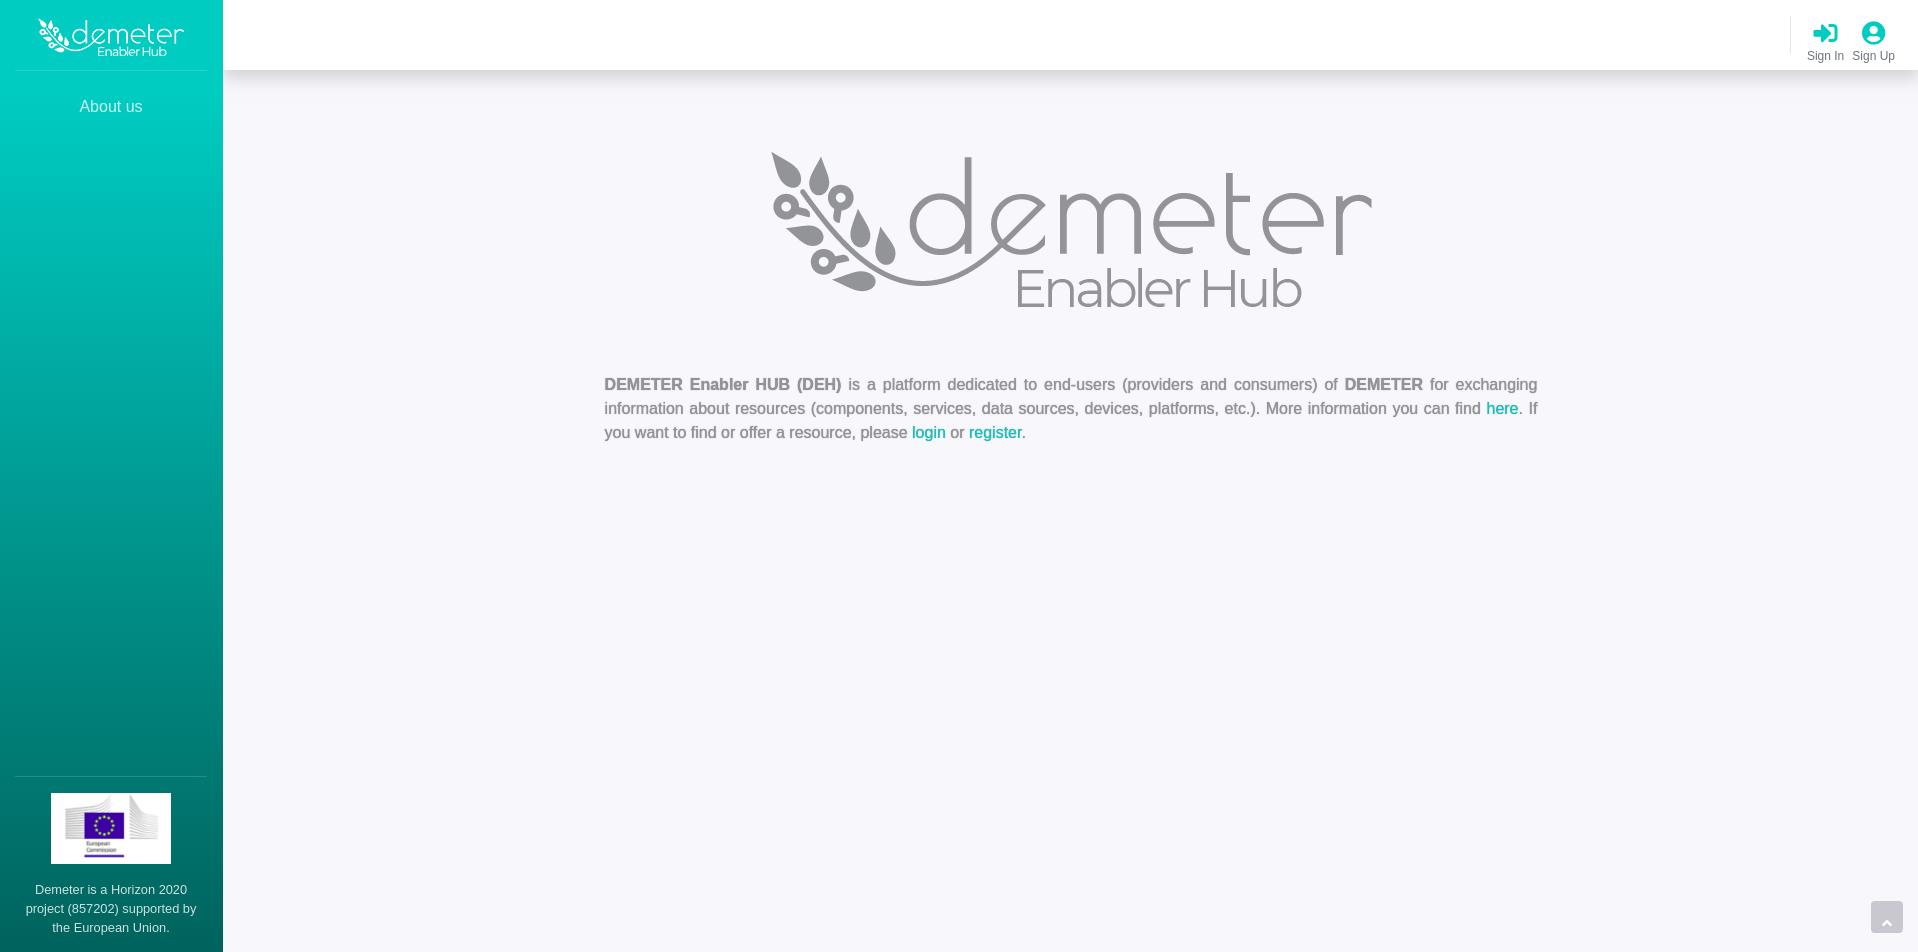 demeter
Enabler Hub
About us
Sign In
Sign Up
demeter
Enabler Hub
DEMETER Enabler HUB (DEH) is a platform dedicated to end-users (providers and consumers) of DEMETER for exchanging
information about resources (components, services, data sources, devices, platforms, etc.). More information you can find here. If
you want to find or offer a resource, please login or register.
European
Commission
Demeter is a Horizon 2020
project (857202) supported by
the European Union.